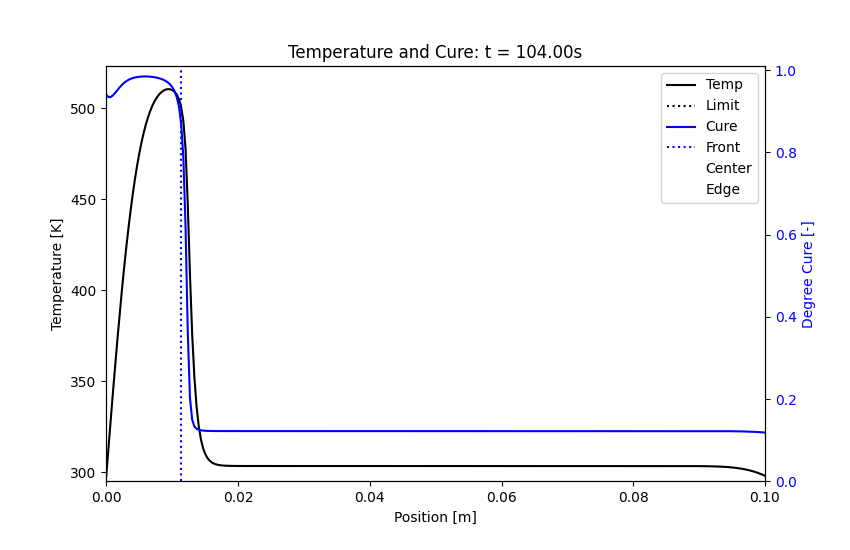 Temperature and Cure: t = 104.00s
Temp
Limit
Cure
Front
Center
Edge
500
450
400
350
300
Temperature [K]
1.0
0.8
0.6
0.4
0.2
0.0
Degree Cure [-]
0.00 0.02 0.04 0.06 0.08 0.10
Position [m]